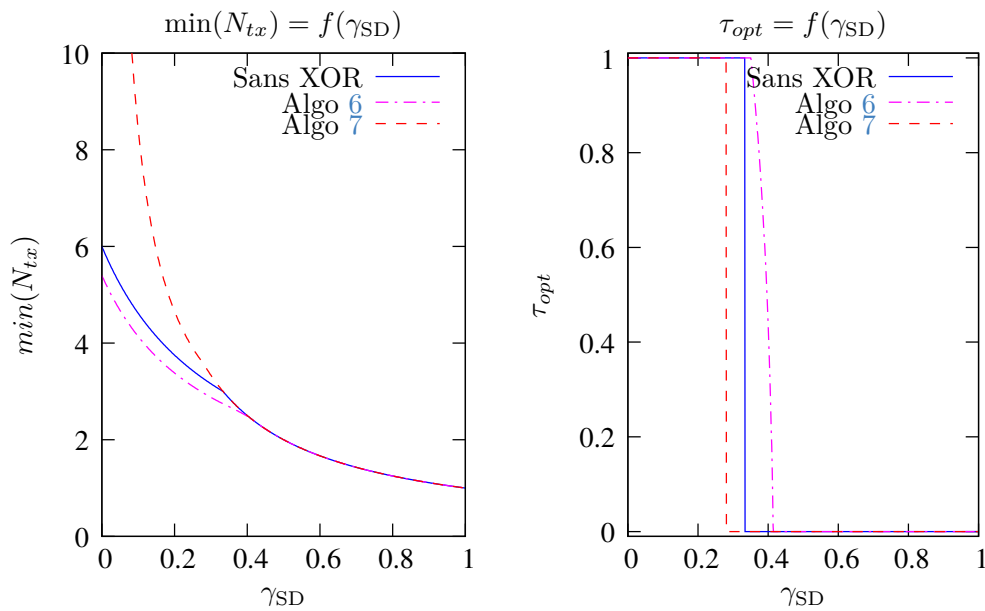 min(N_tx) = f(γ_SD)
10
8
6
4
2
0
min(N_tx)
Sans XOR
Algo 6
Algo 7
0 0.2 0.4 0.6 0.8 1
γ_SD
τ_opt = f(γ_SD)
1
0.8
0.6
0.4
0.2
0
τ_opt
Sans XOR
Algo 6
Algo 7
0 0.2 0.4 0.6 0.8 1
γ_SD